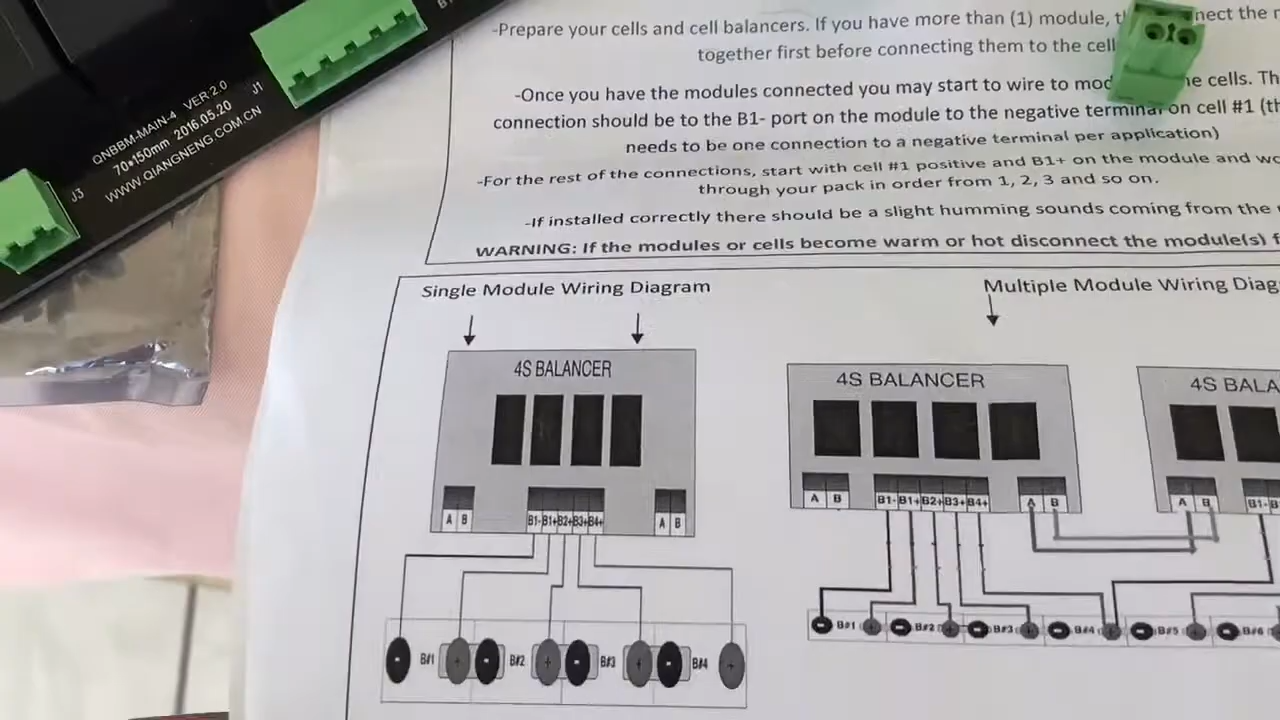 QNBBM-MAIN-4 VER:2.0
70*150mm 2016.05.20
WWW.QIANGNENG.COM.CN
J1
J3
-Prepare your cells and cell balancers. If you have more than (1) module,
together first before connecting them to the cell
-Once you have the modules connected you may start to wire to
connection should be to the B1- port on the module to the negative terminal on cell #1
needs to be one connection to a negative terminal per application)
-For the rest of the connections, start with cell #1 positive and B1+ on the module and
through your pack in order from 1, 2, 3 and so on.
-If installed correctly there should be a slight humming sounds coming from the
WARNING: If the modules or cells become warm or hot disconnect the module(s)
Single Module Wiring Diagram
Multiple Module Wiring
4S BALANCER
A B
B1- B1+ B2+ B3+ B4+
A B
B#1 B#2 B#3 B#4
- + - + - + - +
4S BALANCER
A B
B1- B1+ B2+ B3+ B4+
A B
4S
A B
B1-
B#1 B#2 B#3 B#4 B#5 B#6